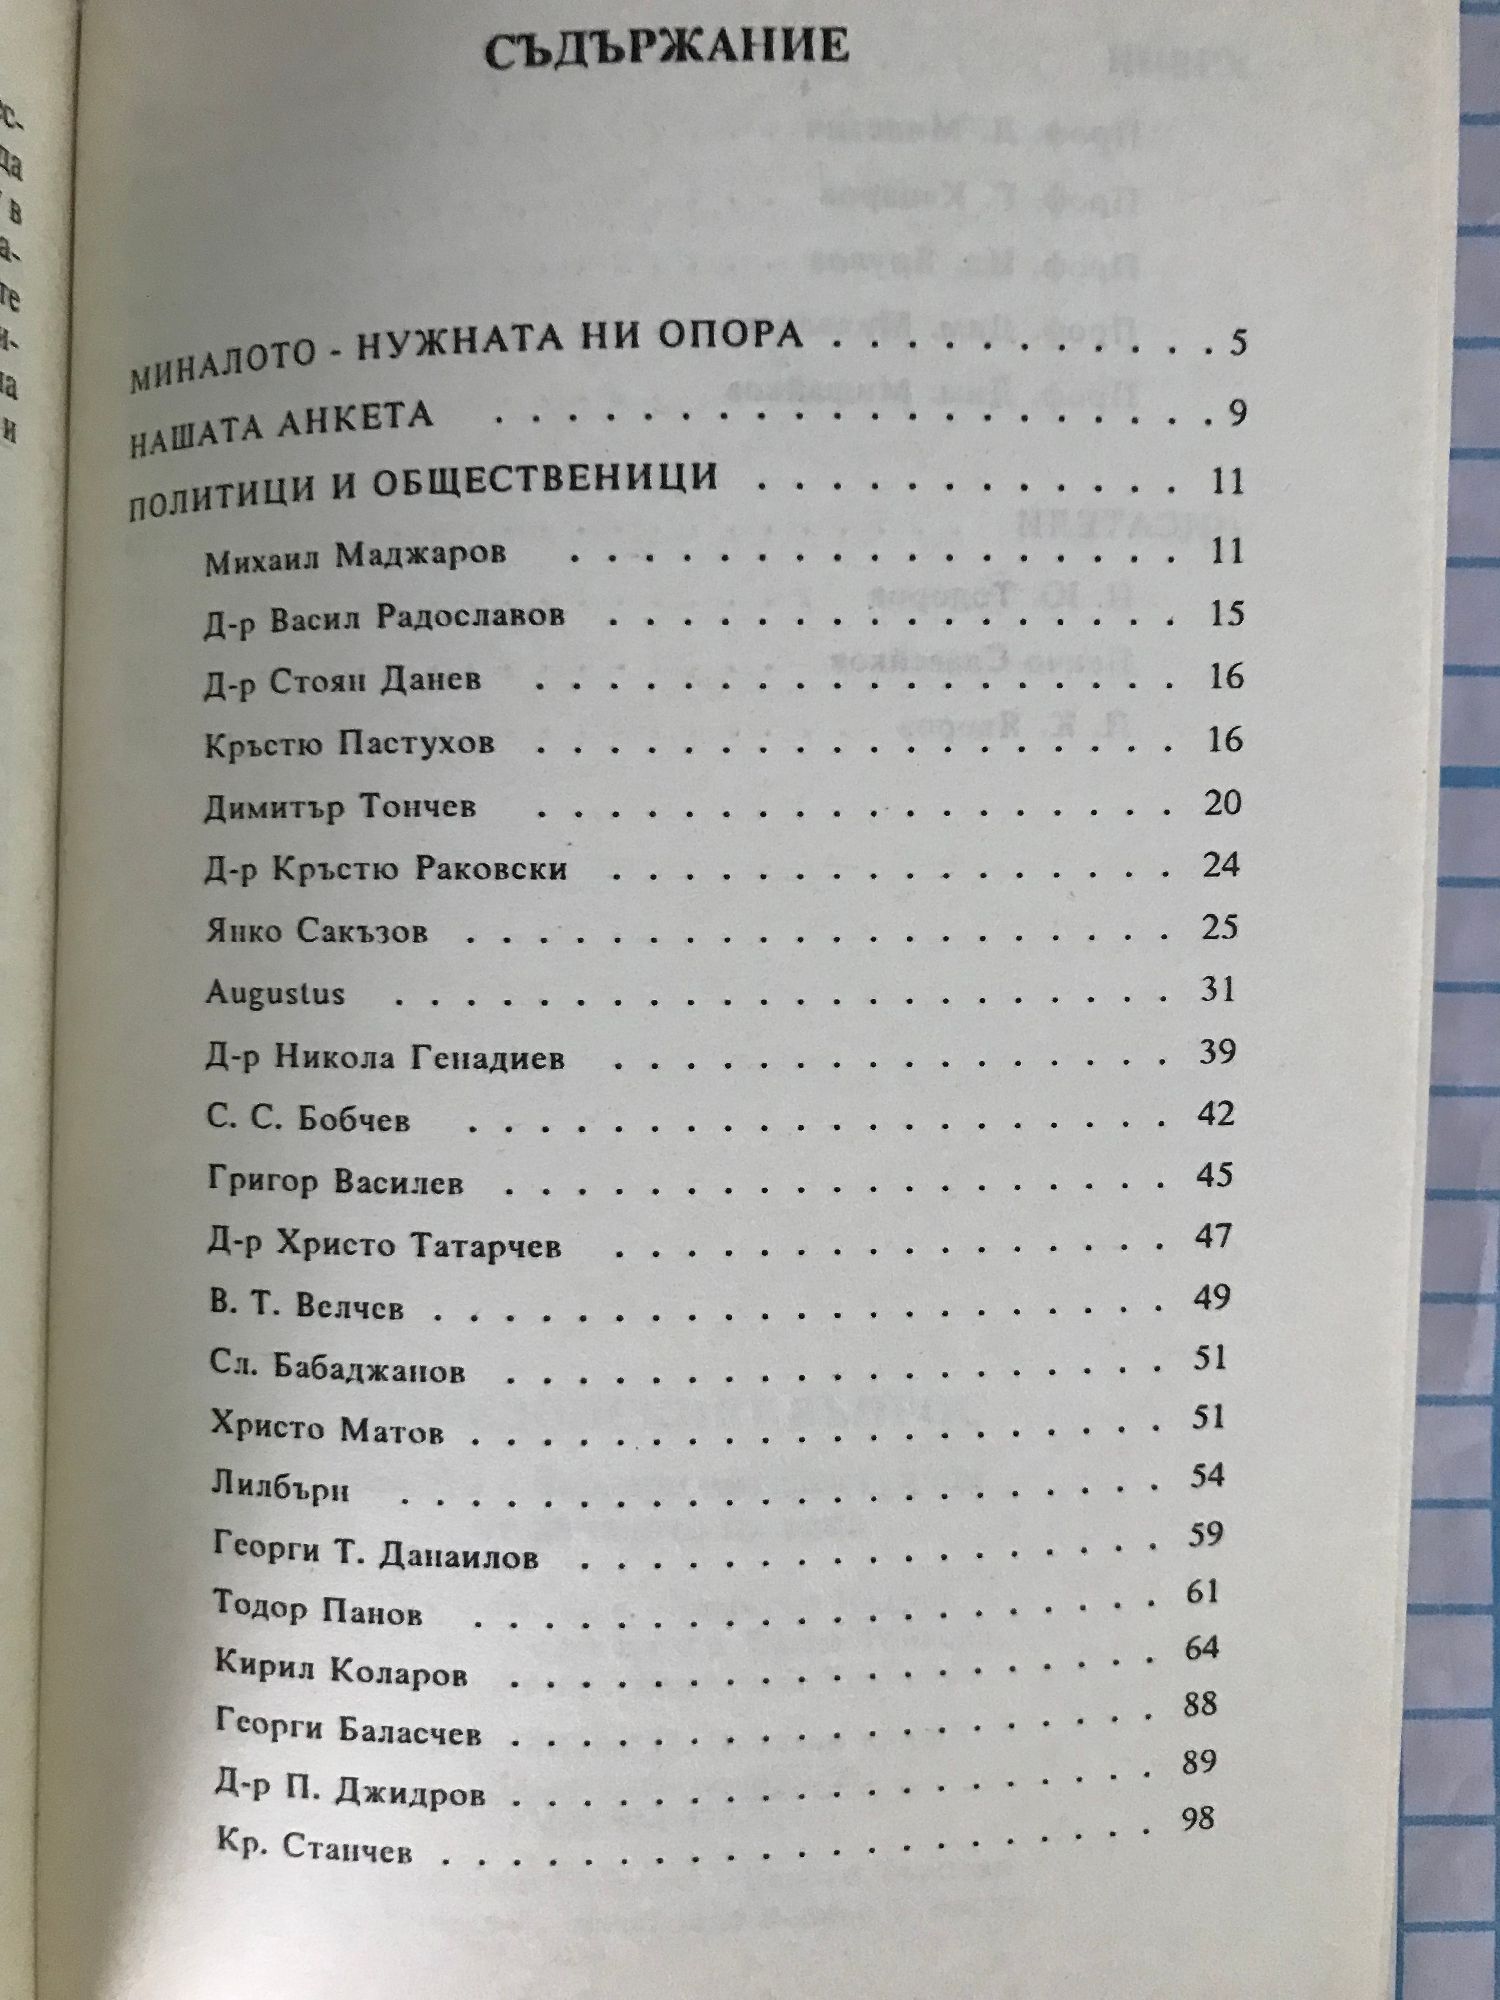 СЪДЪРЖАНИЕ
МИНАЛОТО - НУЖНАТА НИ ОПОРА . . . . . . . . . . . 5
НАШАТА АНКЕТА . . . . . . . . . . . . . . . . . . . . 9
ПОЛИТИЦИ И ОБЩЕСТВЕНИЦИ . . . . . . . . . . . . 11
Михаил Маджаров . . . . . . . . . . . . . . . . . 11
Д-р Васил Радославов . . . . . . . . . . . . . . . . 15
Д-р Стоян Данев . . . . . . . . . . . . . . . . . . 16
Кръстю Пастухов . . . . . . . . . . . . . . . . . . 16
Димитър Тончев . . . . . . . . . . . . . . . . . . 20
Д-р Кръстю Раковски . . . . . . . . . . . . . . . . 24
Янко Сакъзов . . . . . . . . . . . . . . . . . . . . 25
Augustus . . . . . . . . . . . . . . . . . . . . . . 31
Д-р Никола Генадиев . . . . . . . . . . . . . . . . 39
С. С. Бобчев . . . . . . . . . . . . . . . . . . . . 42
Григор Василев . . . . . . . . . . . . . . . . . . . 45
Д-р Христо Татарчев . . . . . . . . . . . . . . . . 47
В. Т. Велчев . . . . . . . . . . . . . . . . . . . . . 49
Сл. Бабаджанов . . . . . . . . . . . . . . . . . . . 51
Христо Матов . . . . . . . . . . . . . . . . . . . . 51
Лилбърн . . . . . . . . . . . . . . . . . . . . . . 54
Георги Т. Данаилов . . . . . . . . . . . . . . . . . 59
Тодор Панов . . . . . . . . . . . . . . . . . . . . 61
Кирил Коларов . . . . . . . . . . . . . . . . . . . 64
Георги Баласчев . . . . . . . . . . . . . . . . . . . 88
Д-р П. Джидров . . . . . . . . . . . . . . . . . . . 89
Кр. Станчев . . . . . . . . . . . . . . . . . . . . . 98